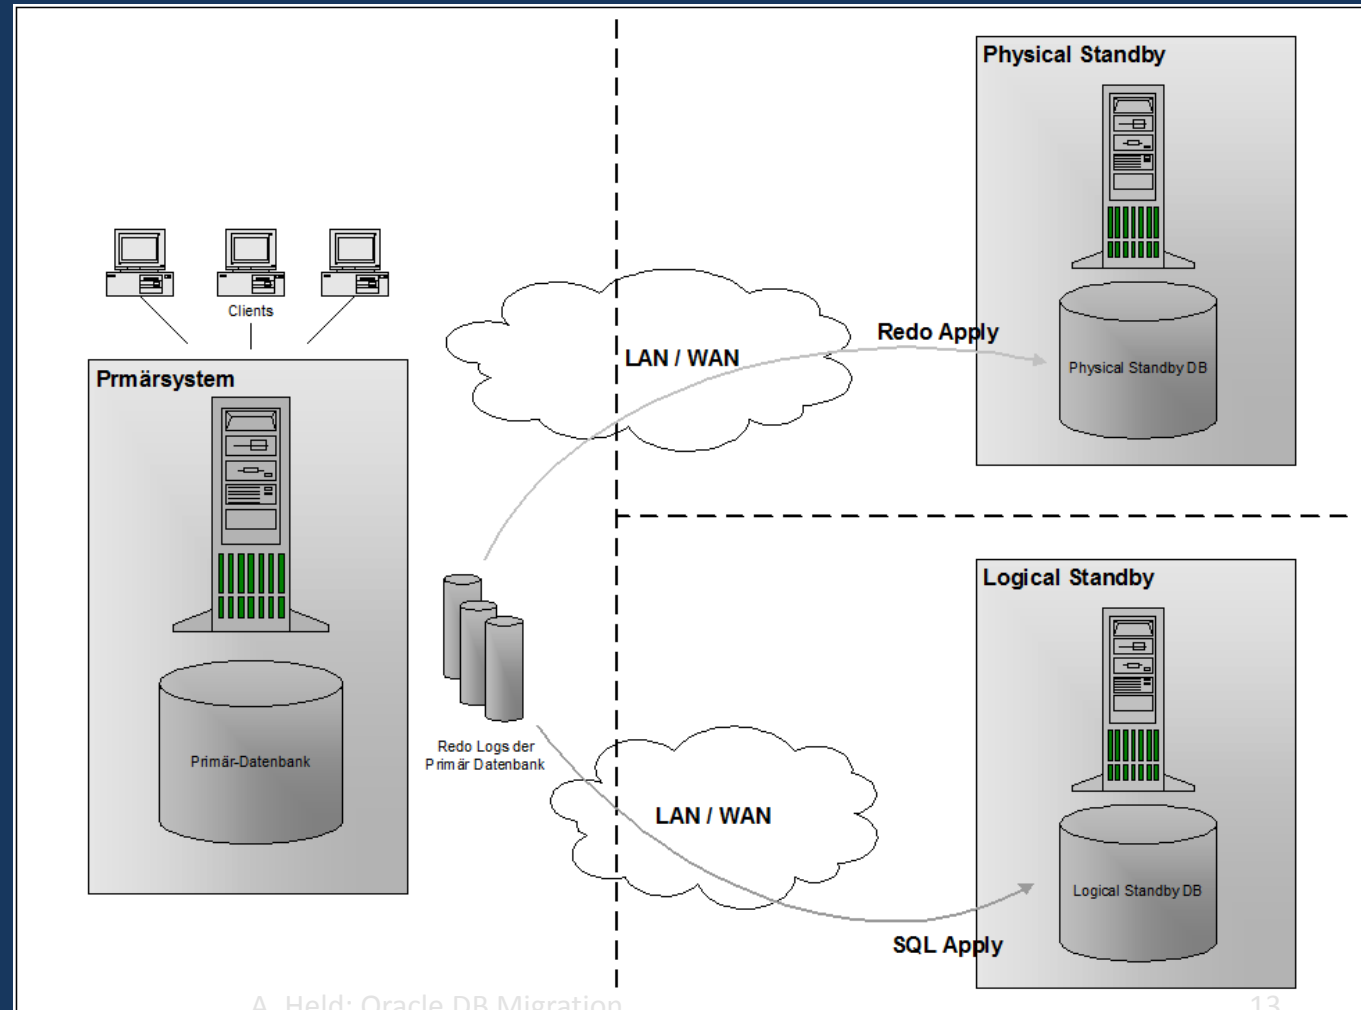 Physical Standby
Clients
Redo Apply
LAN / WAN
Physical Standby DB
Prmärsystem
Logical Standby
Redo Logs der
Primär Datenbank
Primär-Datenbank
LAN / WAN
Logical Standby DB
SQL Apply
A. Held: Oracle DB Migration
13